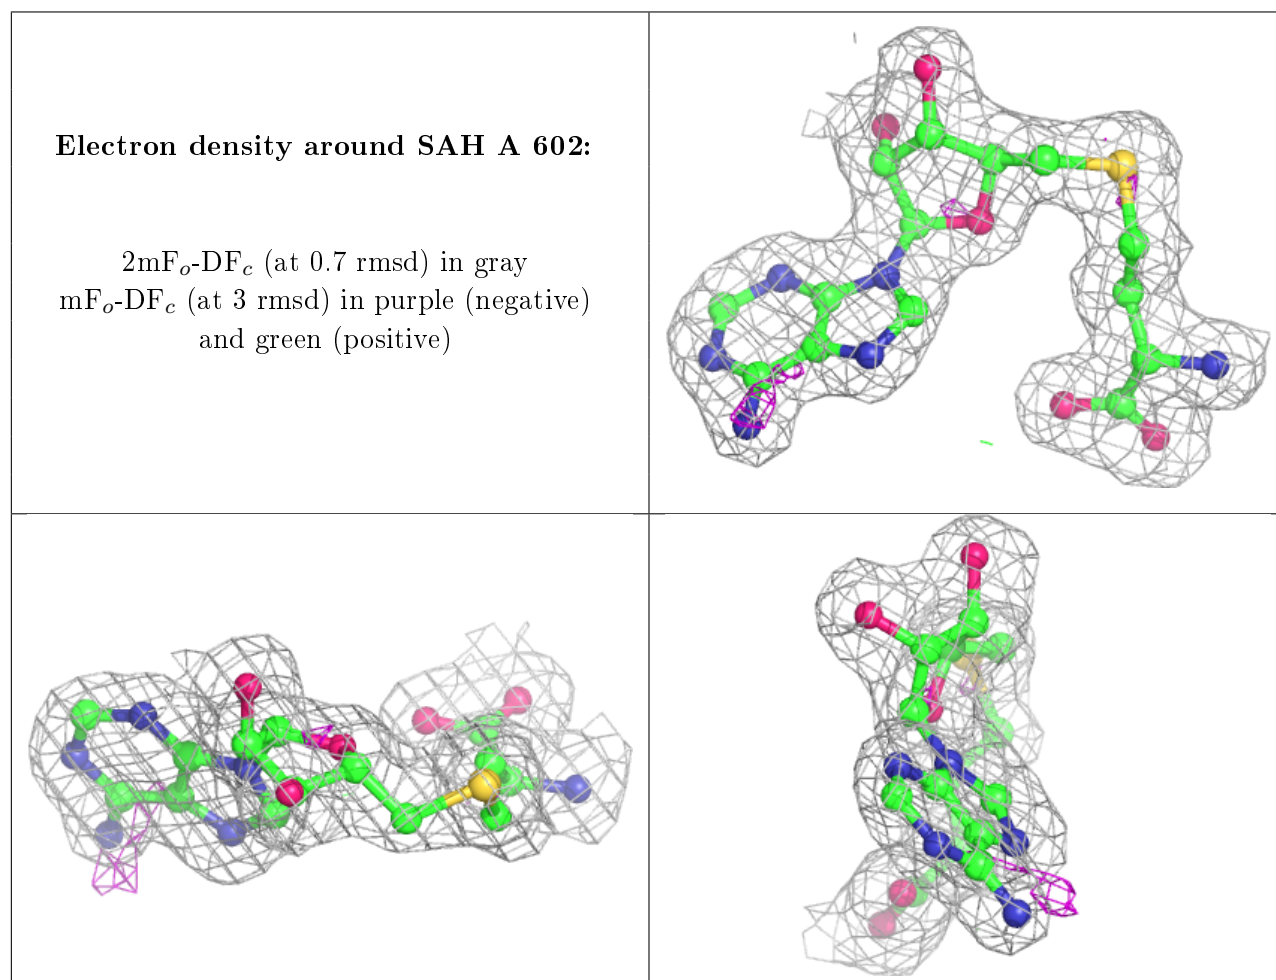 Electron density around SAH A 602:
2mFₒ-DF𝒸 (at 0.7 rmsd) in gray
mFₒ-DF𝒸 (at 3 rmsd) in purple (negative)
and green (positive)